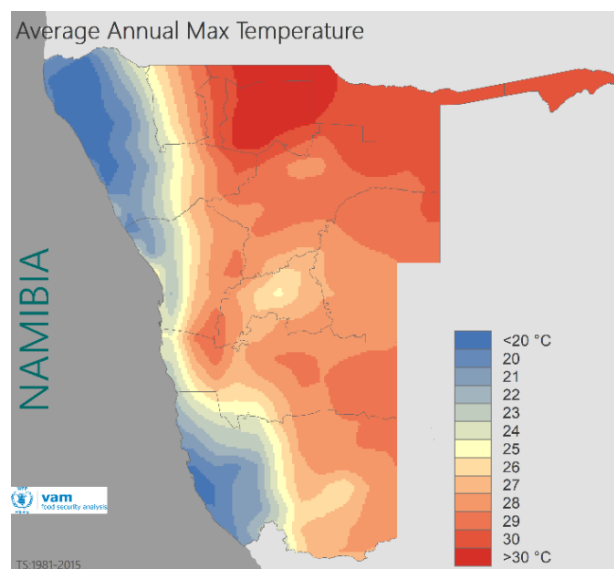 Average Annual Max Temperature
NAMIBIA
<20 °C
20
21
22
23
24
25
26
27
28
29
30
>30 °C
WFP
vam
food security analysis
TS:1981-2015